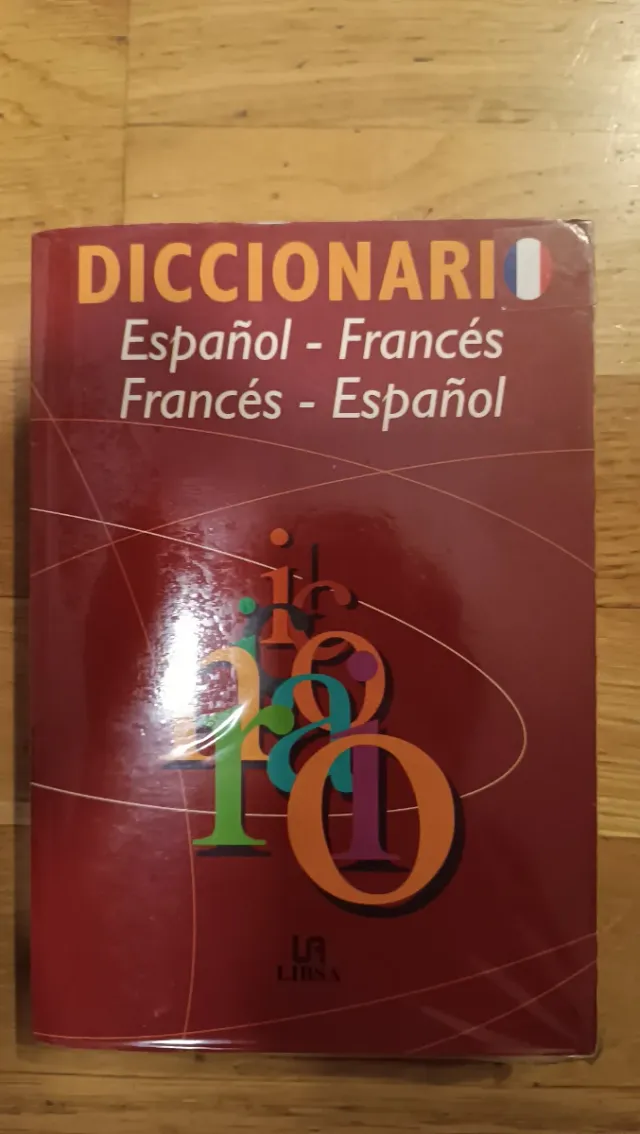 DICCIONARIO
Español - Francés
Francés - Español
LIBSA